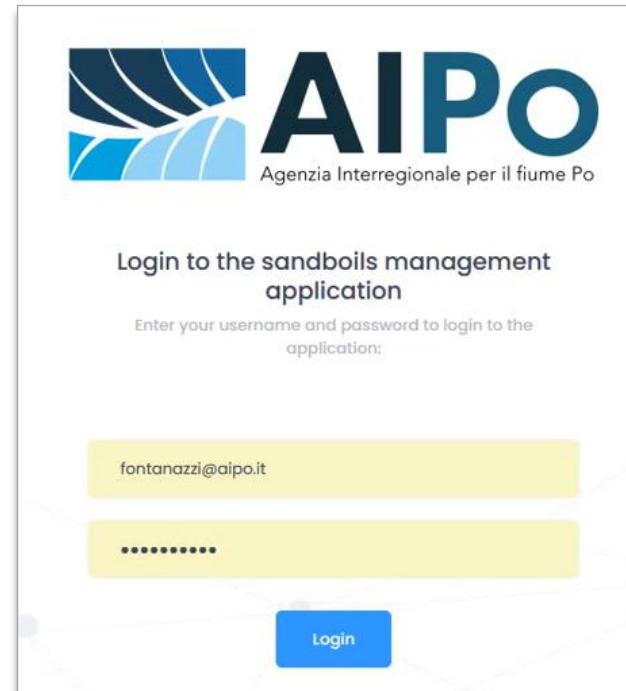 AIPo
Agenzia Interregionale per il fiume Po
Login to the sandboils management
application
Enter your username and password to login to the
application:
fontanazzi@aipo.it
••••••••••
Login